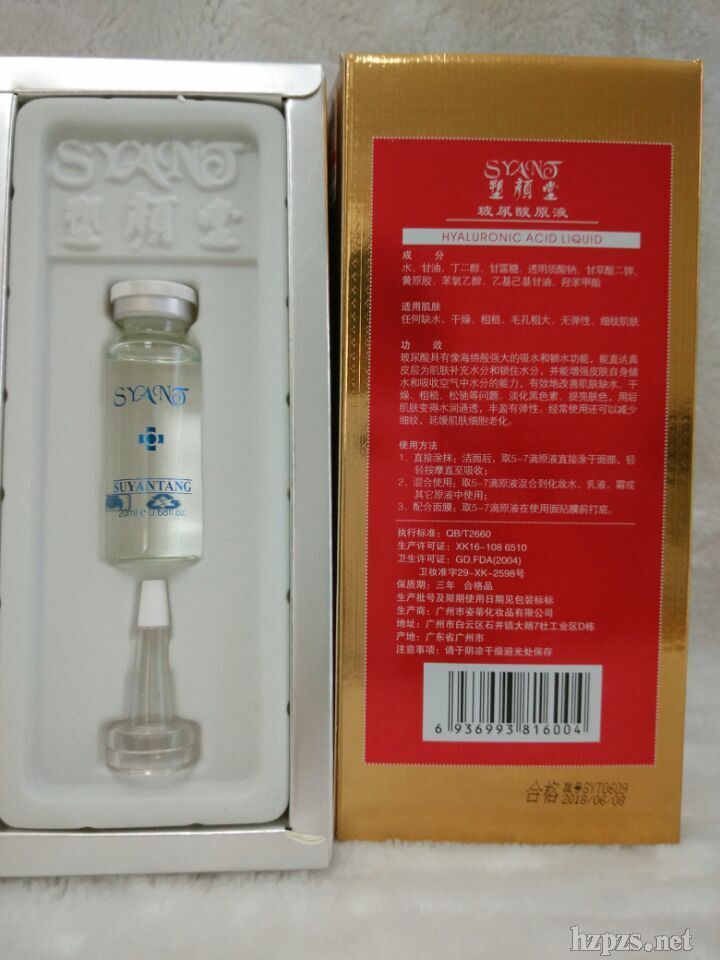 SYANT
塑颜堂
SYANT
SUYANTANG
20ml e 0.68fl.oz.
SYANT
塑顏堂
玻尿酸原液
HYALURONIC ACID LIQUID
成 分
水、甘油、丁二醇、甘露糖、透明质酸钠、甘草酸二钾、
黄原胶、苯氧乙醇、乙基己基甘油、羟苯甲酯
适用肌肤
任何缺水、干燥、粗糙、毛孔粗大、无弹性、细纹肌肤
功 效
玻尿酸具有像海绵般强大的吸水和锁水功能，能直达真
皮层为肌肤补充水分和锁住水分，并能增强皮肤自身储
水和吸收空气中水分的能力，有效地改善肌肤缺水、干
燥、粗糙、松驰等问题。淡化黑色素、提亮肤色，用后
肌肤变得水润通透，丰盈有弹性。经常使用还可以减少
细纹，延缓肌肤细胞老化。
使用方法
1、直接涂抹：洁面后，取5-7滴原液直接涂于面部，轻
轻按摩直至吸收；
2、混合使用：取5-7滴原液混合到化妆水、乳液、霜或
其它原液中使用；
3、配合面膜：取5-7滴原液在使用面贴膜前打底。
执行标准：QB/T2660
生产许可证：XK16-108 6510
卫生许可证：GD.FDA(2004)
卫妆准字29-XK-2598号
保质期：三年 合格品
生产批号及限期使用日期见包装标标
生产商：广州市姿蒂化妆品有限公司
地址：广州市白云区石井镇大朗7社工业区D栋
产地：广东省广州市
注意事项：请于阴凉干燥避光处保存
6 936993 816004
合格 批号SYT0609
2018/06/08
hzpzs.net